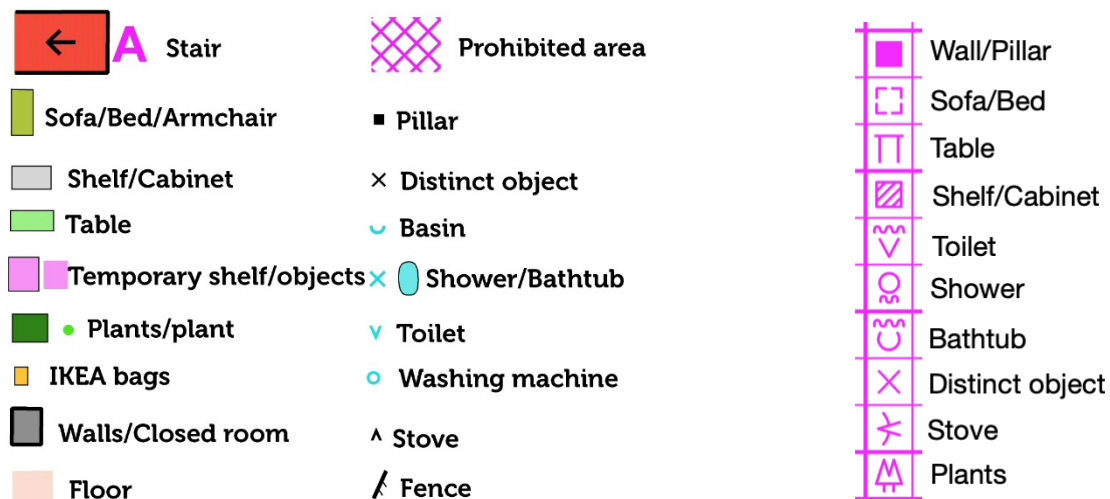 A Stair
Sofa/Bed/Armchair
Shelf/Cabinet
Table
Temporary shelf/objects
Plants/plant
IKEA bags
Walls/Closed room
Floor
Prohibited area
Pillar
Distinct object
Basin
Shower/Bathtub
Toilet
Washing machine
Stove
Fence
Wall/Pillar
Sofa/Bed
Table
Shelf/Cabinet
Toilet
Shower
Bathtub
Distinct object
Stove
Plants